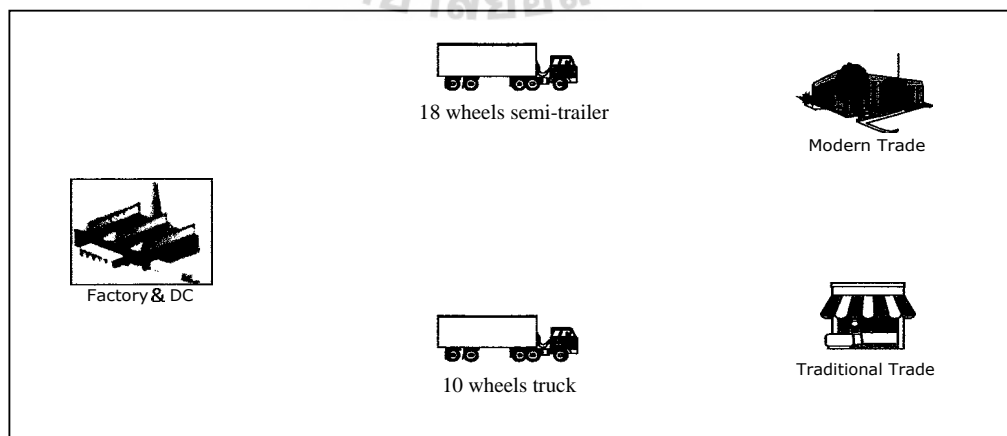 18 wheels semi-trailer
Modern Trade
Factory & DC
10 wheels truck
Traditional Trade